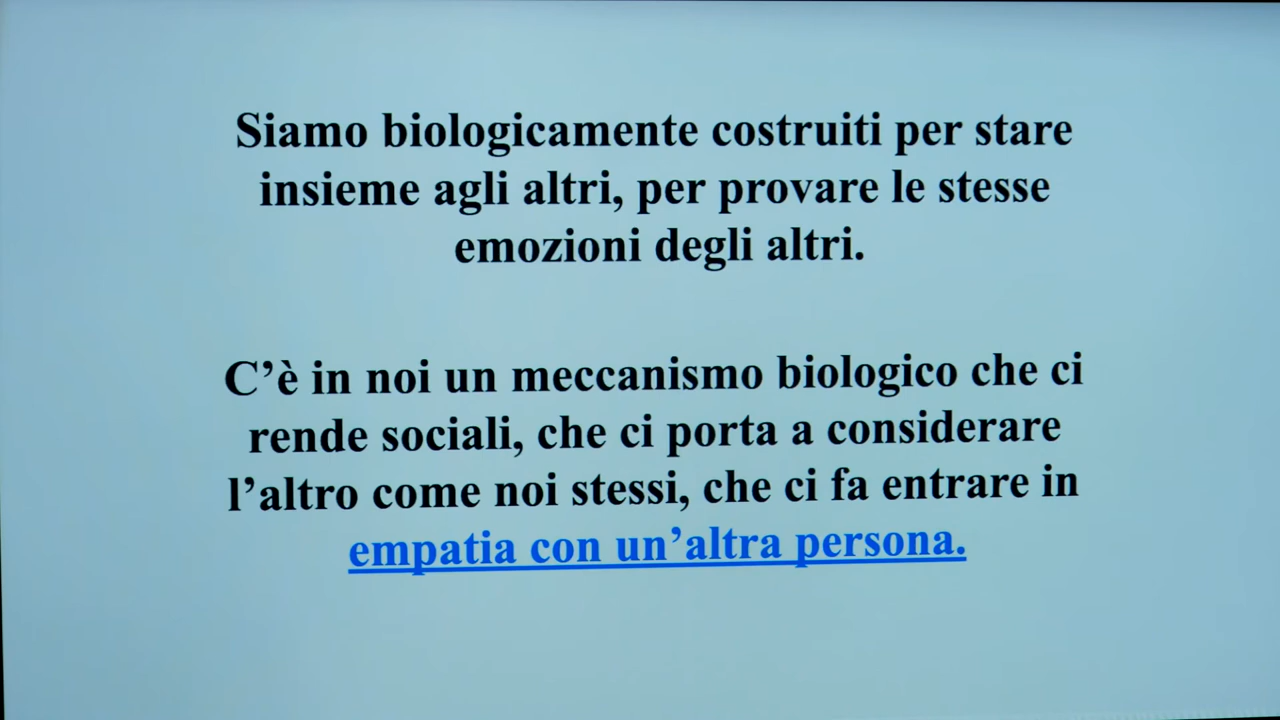 Siamo biologicamente costruiti per stare
insieme agli altri, per provare le stesse
emozioni degli altri.
C’è in noi un meccanismo biologico che ci
rende sociali, che ci porta a considerare
l’altro come noi stessi, che ci fa entrare in
empatia con un’altra persona.